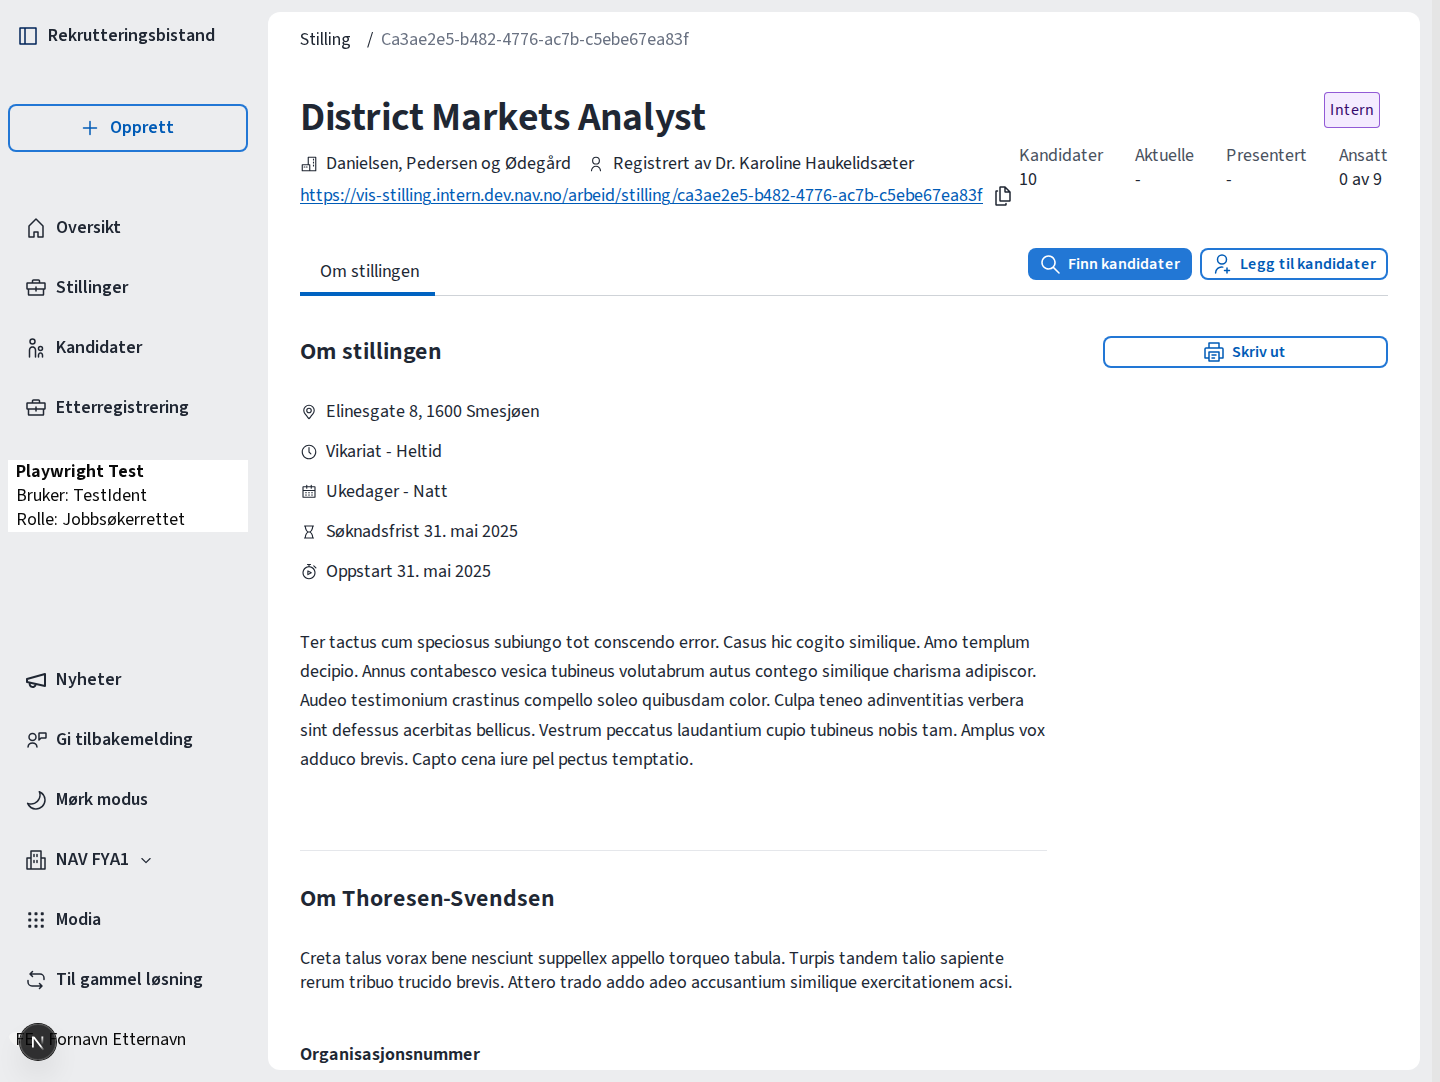 Rekrutteringsbistand
Opprett
Oversikt
Stillinger
Kandidater
Etterregistrering
Playwright Test
Bruker: TestIdent
Rolle: Jobbsøkerrettet
Nyheter
Gi tilbakemelding
Mørk modus
NAV FYA1
Modia
Til gammel løsning
Fornavn Etternavn
Stilling / Ca3ae2e5-b482-4776-ac7b-c5ebe67ea83f
District Markets Analyst
Intern
Danielsen, Pedersen og Ødegård Registrert av Dr. Karoline Haukelidsæter
https://vis-stilling.intern.dev.nav.no/arbeid/stilling/ca3ae2e5-b482-4776-ac7b-c5ebe67ea83f
Kandidater Aktuelle Presentert Ansatt
10 - - 0 av 9
Om stillingen
Finn kandidater
Legg til kandidater
Om stillingen
Skriv ut
Elinesgate 8, 1600 Smesjøen
Vikariat - Heltid
Ukedager - Natt
Søknadsfrist 31. mai 2025
Oppstart 31. mai 2025
Ter tactus cum speciosus subiungo tot conscendo error. Casus hic cogito similique. Amo templum
decipio. Annus contabesco vesica tubineus volutabrum autus contego similique charisma adipiscor.
Audeo testimonium crastinus compello soleo quibusdam color. Culpa teneo adinventitias verbera
sint defessus acerbitas bellicus. Vestrum peccatus laudantium cupio tubineus nobis tam. Amplus vox
adduco brevis. Capto cena iure pel pectus temptatio.
Om Thoresen-Svendsen
Creta talus vorax bene nesciunt suppellex appello torqueo tabula. Turpis tandem talio sapiente
rerum tribuo trucido brevis. Attero trado addo adeo accusantium similique exercitationem acsi.
Organisasjonsnummer